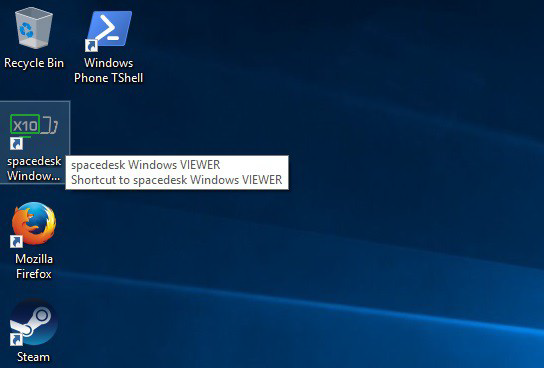 Recycle Bin
Windows
Phone TShell
X10
spacedesk
Window...
spacedesk Windows VIEWER
Shortcut to spacedesk Windows VIEWER
Mozilla
Firefox
Steam